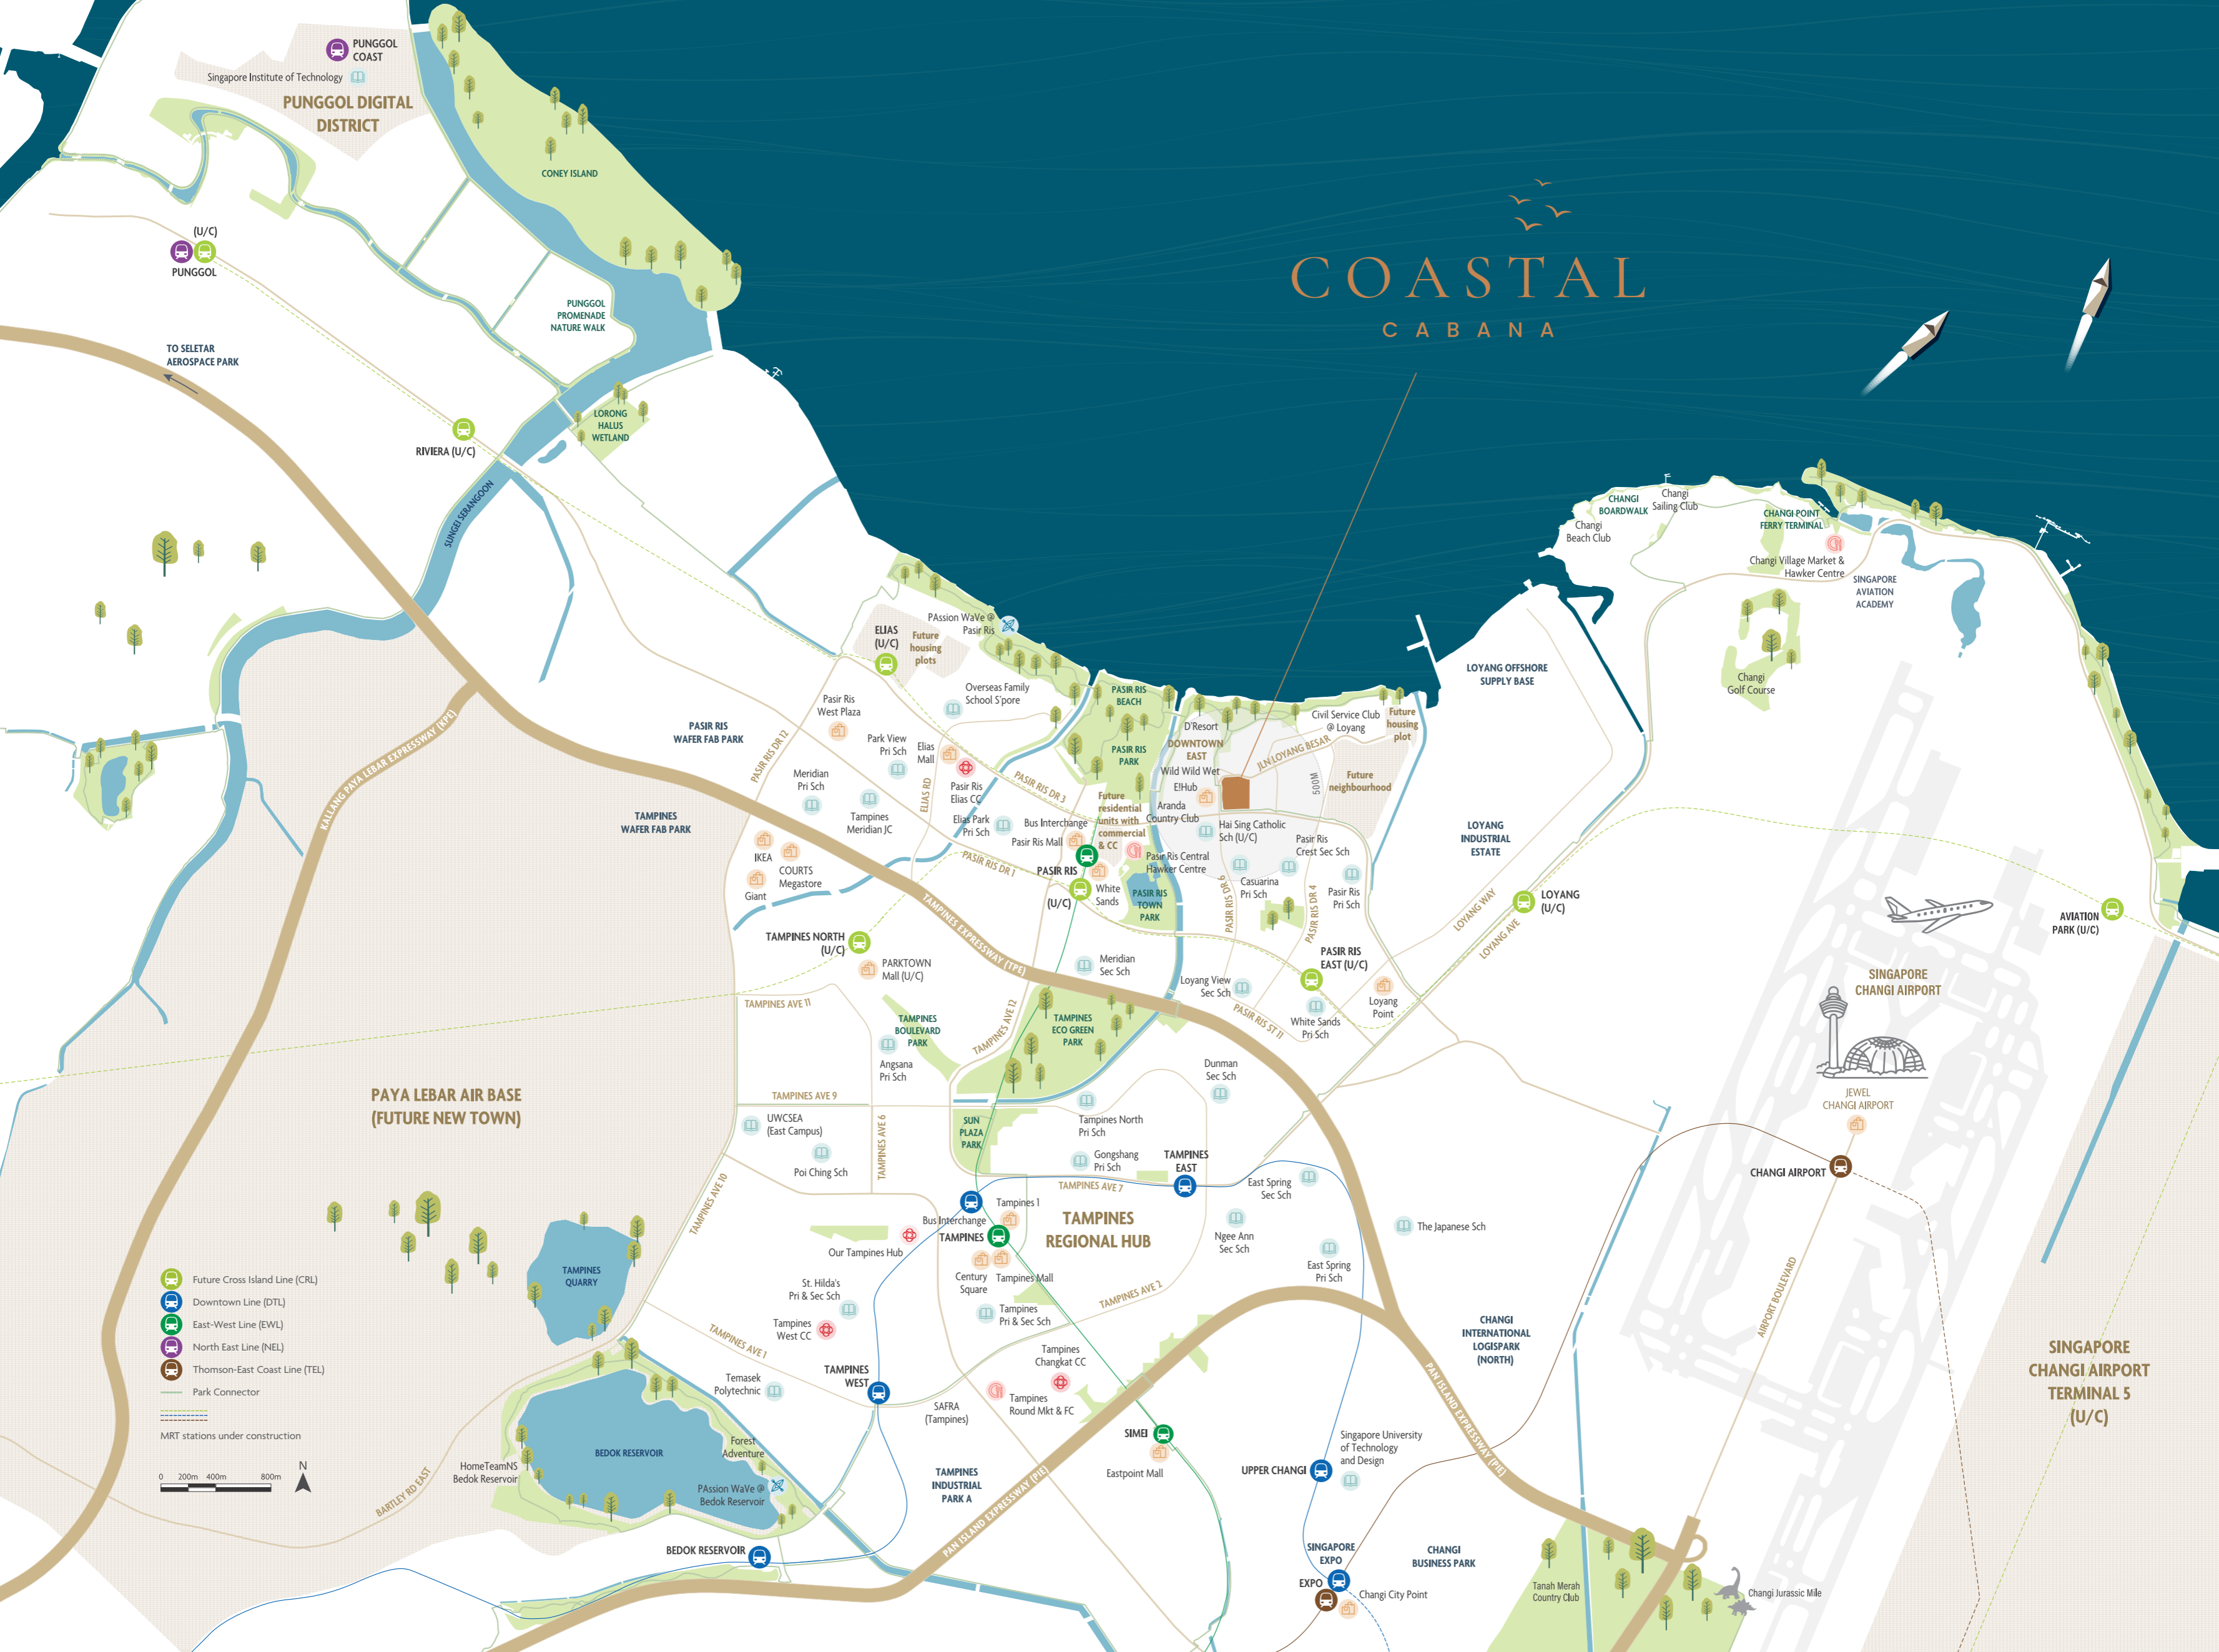 PUNGGOL
COAST
Singapore Institute of Technology
PUNGGOL DIGITAL
DISTRICT
CONEY ISLAND
(U/C)
PUNGGOL
PUNGGOL
PROMENADE
NATURE WALK
TO SELETAR
AEROSPACE PARK
COASTAL
CABANA
LORONG
HALUS
WETLAND
RIVIERA (U/C)
SUNGEI SERANGOON
CHANGI
BOARDWALK
Changi
Sailing Club
Changi
Beach Club
CHANGI POINT
FERRY TERMINAL
Changi Village Market &
Hawker Centre
SINGAPORE
AVIATION
ACADEMY
Changi
Golf Course
LOYANG OFFSHORE
SUPPLY BASE
PAssion WaVe @
Pasir Ris
ELIAS
(U/C)
Future
housing
plots
Overseas Family
School S'pore
Pasir Ris
West Plaza
PASIR RIS
WAFER FAB PARK
PASIR RIS DR 12
Park View
Pri Sch
Elias
Mall
Pasir Ris
Elias CC
Meridian
Pri Sch
Tampines
Meridian JC
ELIAS RD
PASIR RIS DR 3
PASIR RIS
BEACH
PASIR RIS
PARK
D'Resort
DOWNTOWN
EAST
Wild Wild Wet
E!Hub
Aranda
Country Club
Civil Service Club
@ Loyang
Future
housing
plot
JLN LOYANG BESAR
500M
Future
neighbourhood
Future
residential
units with
commercial
& CC
Elias Park
Pri Sch
Bus Interchange
Pasir Ris Mall
PASIR RIS
(U/C)
White
Sands
Pasir Ris Central
Hawker Centre
PASIR RIS
TOWN
PARK
Hai Sing Catholic
Sch (U/C)
Pasir Ris
Crest Sec Sch
Casuarina
Pri Sch
Pasir Ris
Pri Sch
PASIR RIS DR 6
PASIR RIS DR 4
PASIR RIS DR 1
TAMPINES
WAFER FAB PARK
IKEA
COURTS
Megastore
Giant
KALLANG PAYA LEBAR EXPRESSWAY (KPE)
TAMPINES EXPRESSWAY (TPE)
LOYANG
INDUSTRIAL
ESTATE
LOYANG WAY
LOYANG AVE
LOYANG
(U/C)
AVIATION
PARK (U/C)
TAMPINES NORTH
(U/C)
PARKTOWN
Mall (U/C)
Meridian
Sec Sch
PASIR RIS
EAST (U/C)
Loyang View
Sec Sch
Loyang
Point
White Sands
Pri Sch
PASIR RIS ST 11
SINGAPORE
CHANGI AIRPORT
TAMPINES AVE 11
TAMPINES
BOULEVARD
PARK
TAMPINES AVE 12
TAMPINES
ECO GREEN
PARK
Angsana
Pri Sch
Dunman
Sec Sch
PAYA LEBAR AIR BASE
(FUTURE NEW TOWN)
TAMPINES AVE 9
UWCSEA
(East Campus)
Poi Ching Sch
TAMPINES AVE 6
SUN
PLAZA
PARK
Tampines North
Pri Sch
Gongshang
Pri Sch
TAMPINES
EAST
East Spring
Sec Sch
TAMPINES AVE 7
JEWEL
CHANGI AIRPORT
CHANGI AIRPORT
TAMPINES AVE 10
Tampines 1
Bus Interchange
TAMPINES
TAMPINES
REGIONAL HUB
Our Tampines Hub
Century
Square
Tampines Mall
Ngee Ann
Sec Sch
The Japanese Sch
East Spring
Pri Sch
TAMPINES
QUARRY
St. Hilda's
Pri & Sec Sch
Tampines
West CC
Tampines
Pri & Sec Sch
TAMPINES AVE 2
TAMPINES AVE 1
AIRPORT BOULEVARD
CHANGI
INTERNATIONAL
LOGISPARK
(NORTH)
SINGAPORE
CHANGI AIRPORT
TERMINAL 5
(U/C)
Future Cross Island Line (CRL)
Downtown Line (DTL)
East-West Line (EWL)
North East Line (NEL)
Thomson-East Coast Line (TEL)
Park Connector
MRT stations under construction
0 200m 400m 800m
N
Tampines
Changkat CC
TAMPINES
WEST
Temasek
Polytechnic
SAFRA
(Tampines)
Tampines
Round Mkt & FC
PAN ISLAND EXPRESSWAY (PIE)
SIMEI
Eastpoint Mall
BEDOK RESERVOIR
Forest
Adventure
HomeTeamNS
Bedok Reservoir
PAssion WaVe @
Bedok Reservoir
BARTLEY RD EAST
TAMPINES
INDUSTRIAL
PARK A
PAN ISLAND EXPRESSWAY (PIE)
UPPER CHANGI
Singapore University
of Technology
and Design
BEDOK RESERVOIR
SINGAPORE
EXPO
EXPO
Changi City Point
CHANGI
BUSINESS PARK
Tanah Merah
Country Club
Changi Jurassic Mile